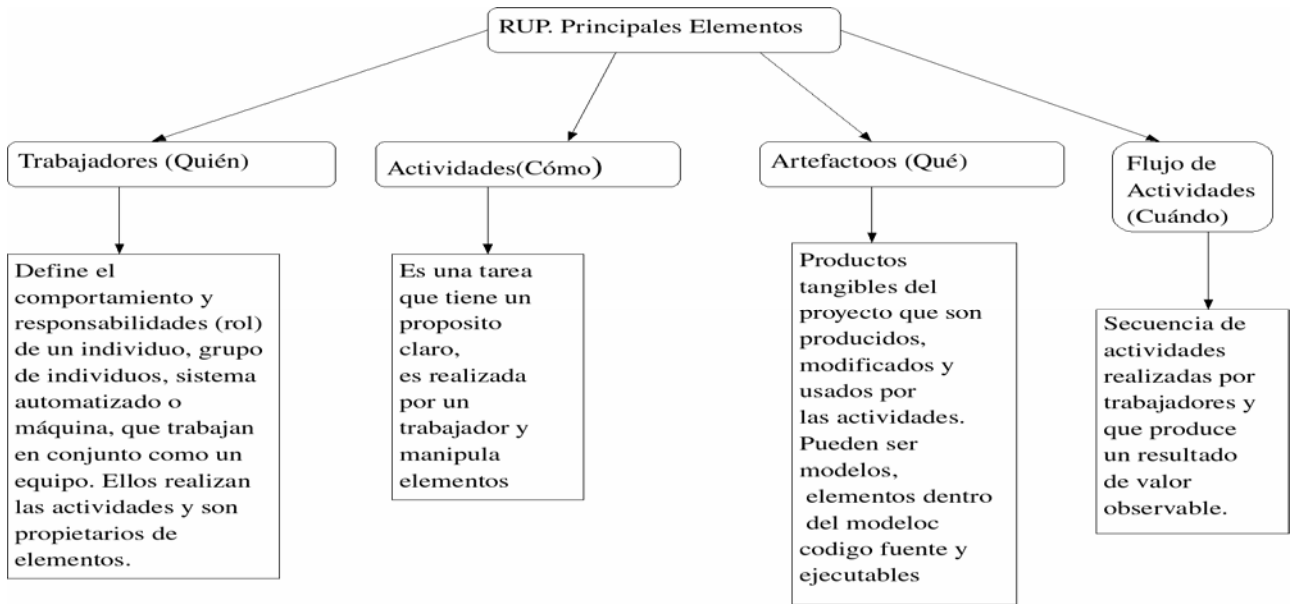 RUP. Principales Elementos
Trabajadores (Quién)
Define el
comportamiento y
responsabilidades (rol)
de un individuo, grupo
de individuos, sistema
automatizado o
máquina, que trabajan
en conjunto como un
equipo. Ellos realizan
las actividades y son
propietarios de
elementos.
Actividades(Cómo)
Es una tarea
que tiene un
proposito
claro,
es realizada
por un
trabajador y
manipula
elementos
Artefactoos (Qué)
Productos
tangibles del
proyecto que son
producidos,
modificados y
usados por
las actividades.
Pueden ser
modelos,
elementos dentro
del modeloc
codigo fuente y
ejecutables
Flujo de
Actividades
(Cuándo)
Secuencia de
actividades
realizadas por
trabajadores y
que produce
un resultado
de valor
observable.